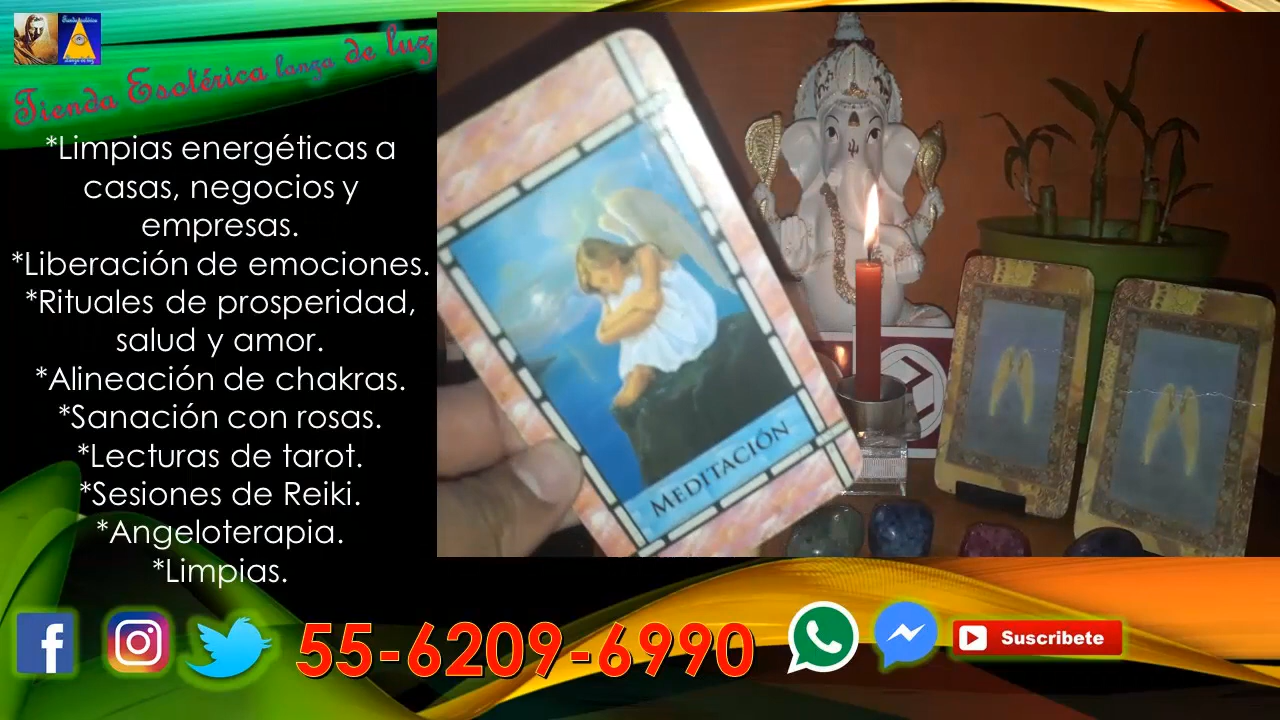 Tienda Esotérica lanza de luz
*Limpias energéticas a
casas, negocios y
empresas.
*Liberación de emociones.
*Rituales de prosperidad,
salud y amor.
*Alineación de chakras.
*Sanación con rosas.
*Lecturas de tarot.
*Sesiones de Reiki.
*Angeloterapia.
*Limpias.
MEDITACIÓN
55-6209-6990
Suscribete